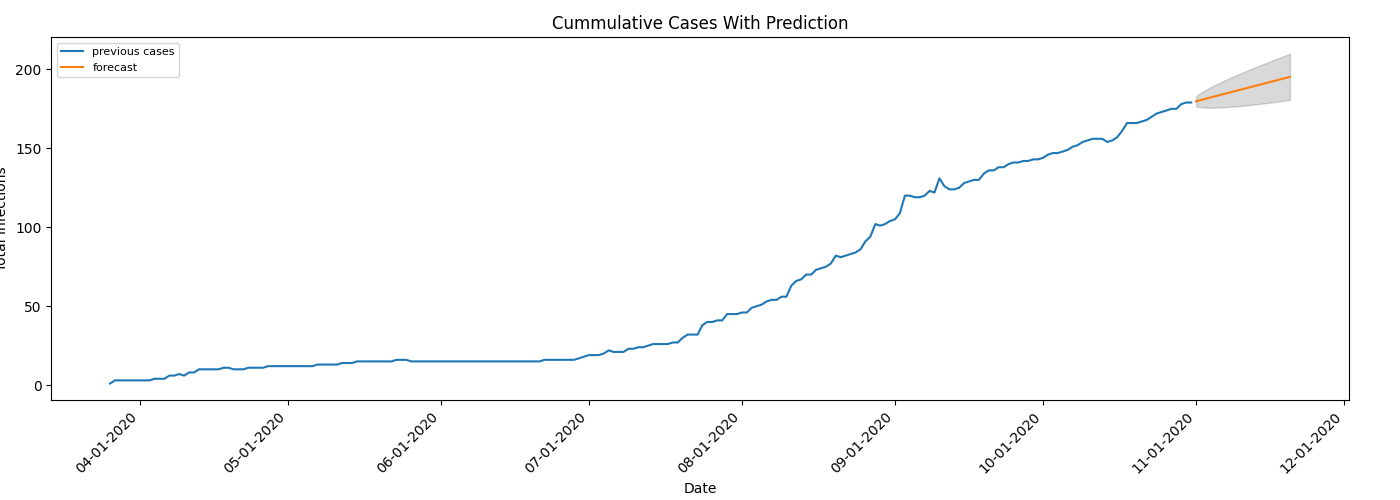 Cummulative Cases With Prediction
previous cases
forecast
200
150
100
50
0
Total Infections
04-01-2020
05-01-2020
06-01-2020
07-01-2020
08-01-2020
09-01-2020
10-01-2020
11-01-2020
12-01-2020
Date